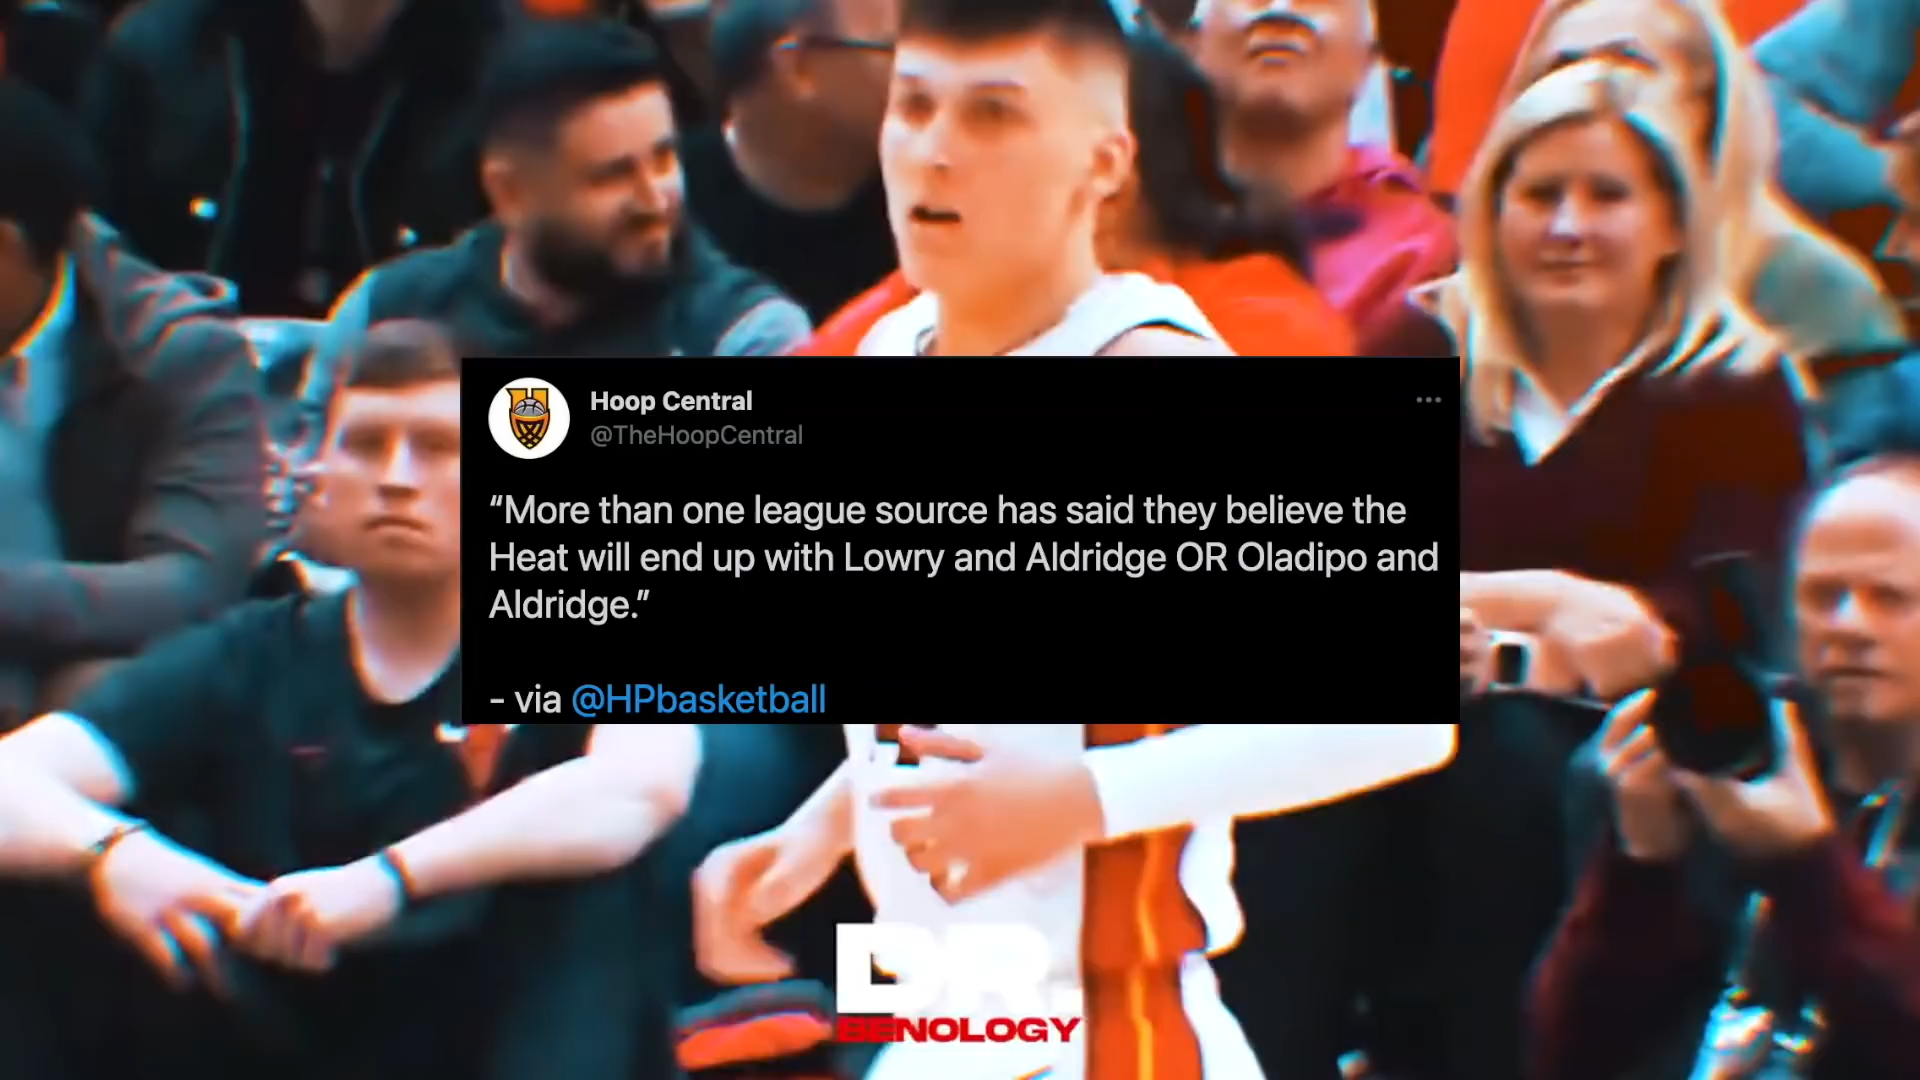 Hoop Central
@TheHoopCentral
“More than one league source has said they believe the
Heat will end up with Lowry and Aldridge OR Oladipo and
Aldridge.”
- via @HPbasketball
DR.
BENOLOGY